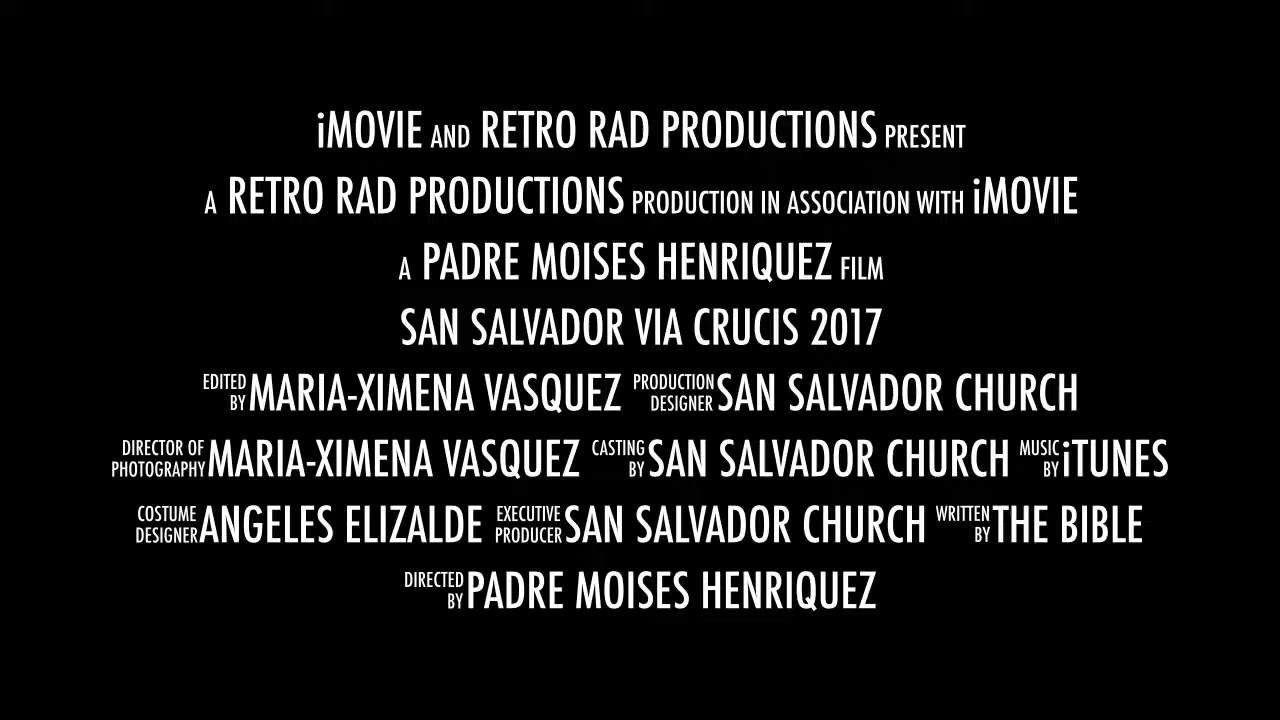 iMOVIE AND RETRO RAD PRODUCTIONS PRESENT
A RETRO RAD PRODUCTIONS PRODUCTION IN ASSOCIATION WITH iMOVIE
A PADRE MOISES HENRIQUEZ FILM
SAN SALVADOR VIA CRUCIS 2017
EDITED BY MARIA-XIMENA VASQUEZ PRODUCTION DESIGNER SAN SALVADOR CHURCH
DIRECTOR OF PHOTOGRAPHY MARIA-XIMENA VASQUEZ CASTING BY SAN SALVADOR CHURCH MUSIC BY iTUNES
COSTUME DESIGNER ANGELES ELIZALDE EXECUTIVE PRODUCER SAN SALVADOR CHURCH WRITTEN BY THE BIBLE
DIRECTED BY PADRE MOISES HENRIQUEZ